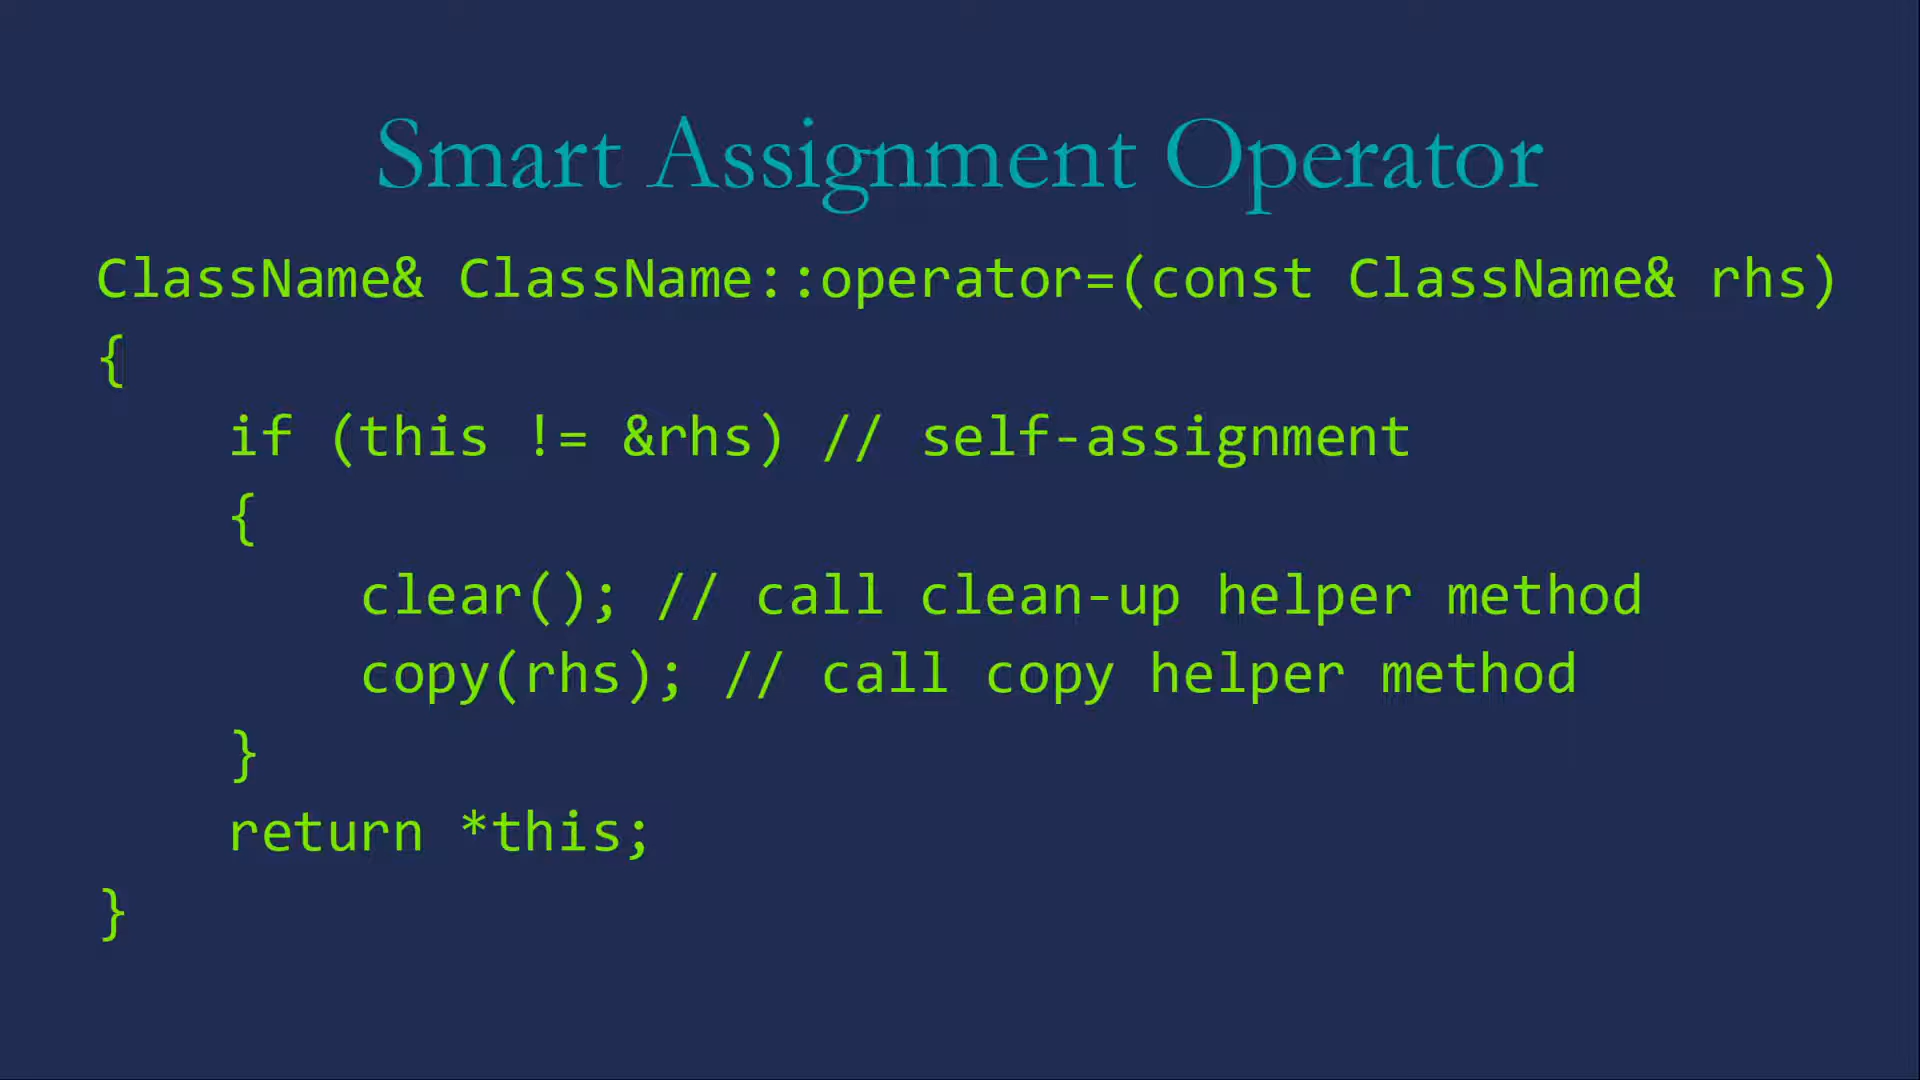 Smart Assignment Operator
ClassName& ClassName::operator=(const ClassName& rhs)
{
    if (this != &rhs) // self-assignment
    {
        clear(); // call clean-up helper method
        copy(rhs); // call copy helper method
    }
    return *this;
}